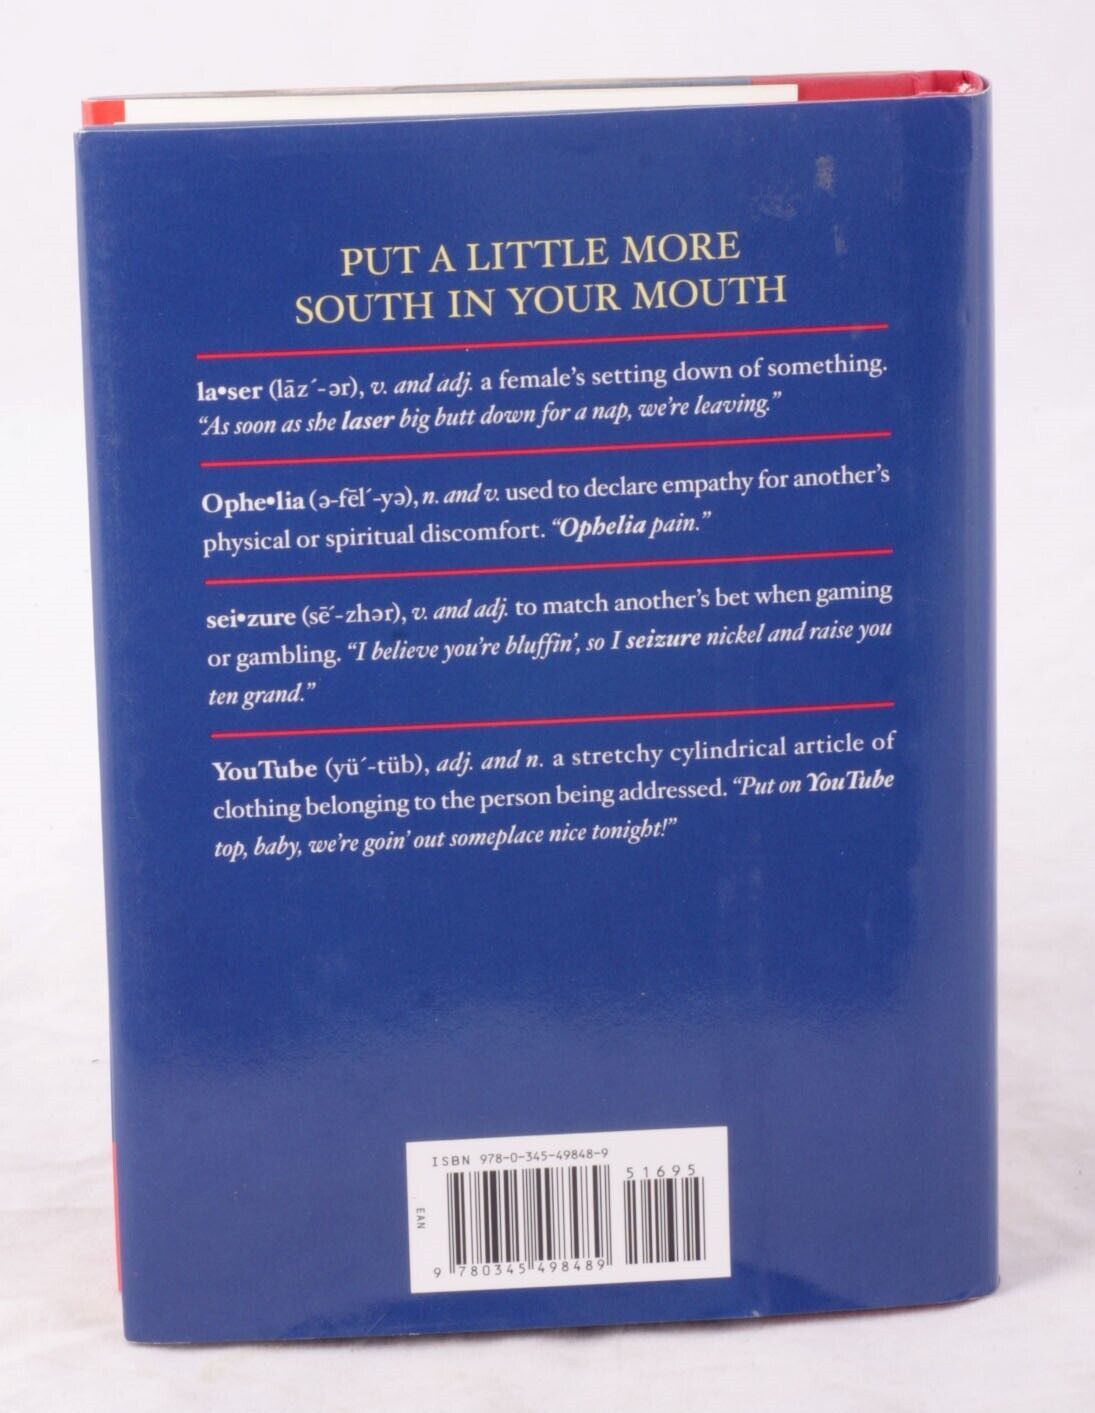 PUT A LITTLE MORE
SOUTH IN YOUR MOUTH
la•ser (lāz´-ər), v. and adj. a female's setting down of something.
“As soon as she laser big butt down for a nap, we're leaving.”
Ophe•lia (ə-fēl´-yə), n. and v. used to declare empathy for another's
physical or spiritual discomfort. “Ophelia pain.”
sei•zure (sē´-zhər), v. and adj. to match another's bet when gaming
or gambling. “I believe you're bluffin', so I seizure nickel and raise you
ten grand.”
YouTube (yü´-tüb), adj. and n. a stretchy cylindrical article of
clothing belonging to the person being addressed. “Put on YouTube
top, baby, we're goin' out someplace nice tonight!”
ISBN 978-0-345-49848-9
51695
EAN
9 780345 498489